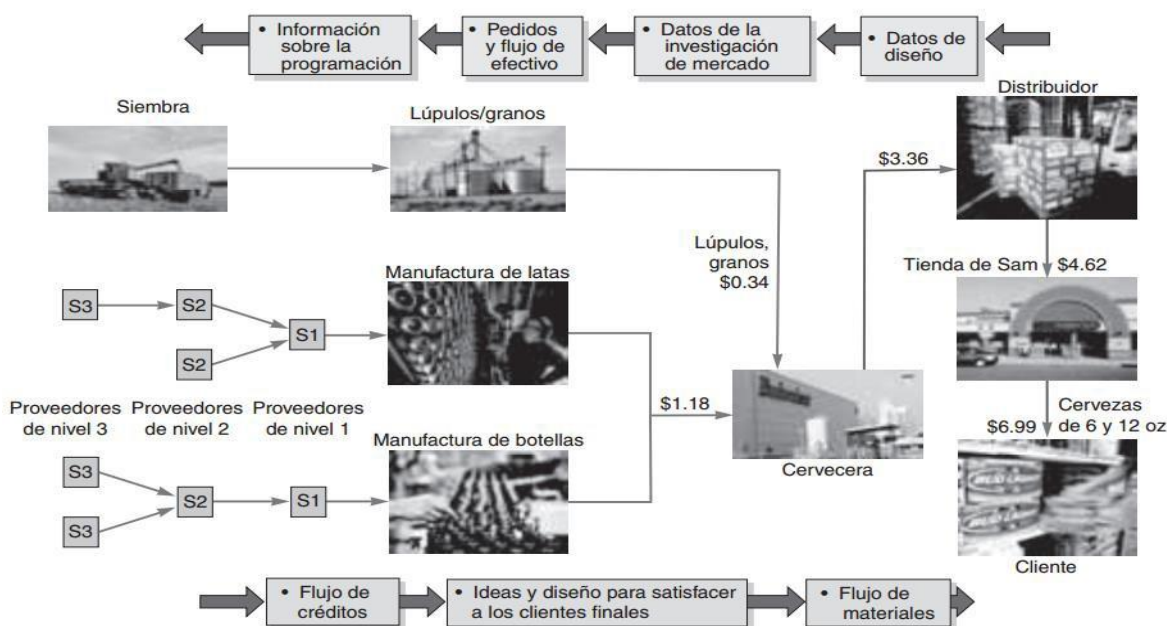 • Información
sobre la
programación
• Pedidos
y flujo de
efectivo
• Datos de la
investigación
de mercado
• Datos de
diseño
Siembra
Lúpulos/granos
Distribuidor
$3.36
Lúpulos,
granos
$0.34
Manufactura de latas
Tienda de Sam
$4.62
S3
S2
S1
S2
Proveedores
de nivel 3
Proveedores
de nivel 2
Proveedores
de nivel 1
$1.18
Cervezas
de 6 y 12 oz
$6.99
Manufactura de botellas
Cervecera
S3
S2
S1
S3
Cliente
• Flujo de
créditos
• Ideas y diseño para satisfacer
a los clientes finales
• Flujo de
materiales